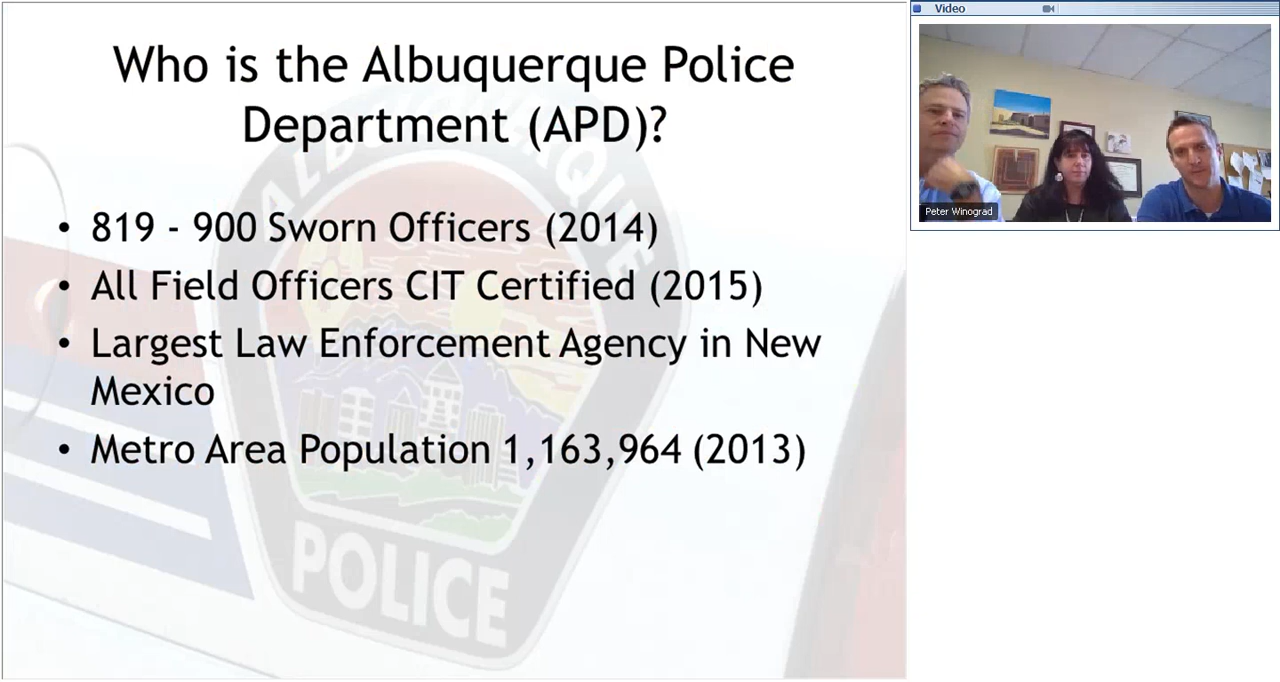 Who is the Albuquerque Police
Department (APD)?
• 819 - 900 Sworn Officers (2014)
• All Field Officers CIT Certified (2015)
• Largest Law Enforcement Agency in New
Mexico
• Metro Area Population 1,163,964 (2013)
POLICE
Video
Peter Winograd